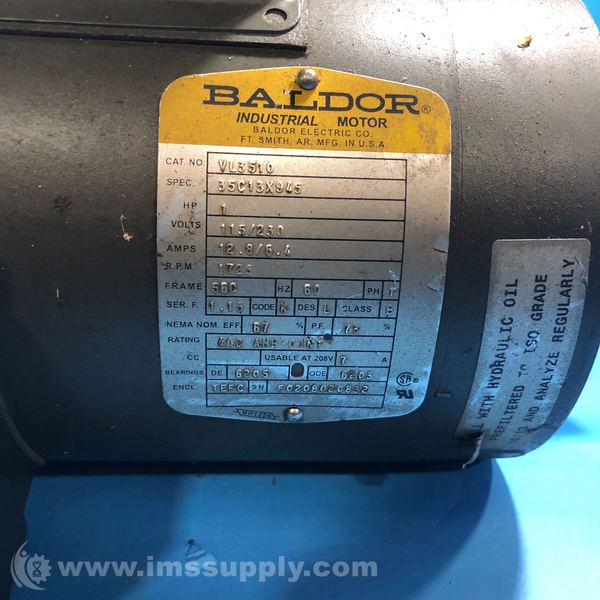 BALDOR®
INDUSTRIAL MOTOR
BALDOR ELECTRIC CO.
FT. SMITH, AR. MFG. IN U.S.A.
CAT. NO VL3510
SPEC. 35C13X945
HP 1
VOLTS 115/230
AMPS 12.8/6.4
R.P.M. 1725
FRAME 56C HZ 60 PH 1
SER. F. 1.15 CODE K DES L CLASS B
NEMA NOM. EFF 67 % P.F. 73 %
RATING 40C AMB-CONT
CC USABLE AT 208V 7 A
BEARINGS DE 6205 ODE 6203
ENCL TEFC SN
NP1256
LL WITH HYDRAULIC OIL
PREFILTERED TO ISO GRADE
AND ANALYZE REGULARLY
www.imssupply.com